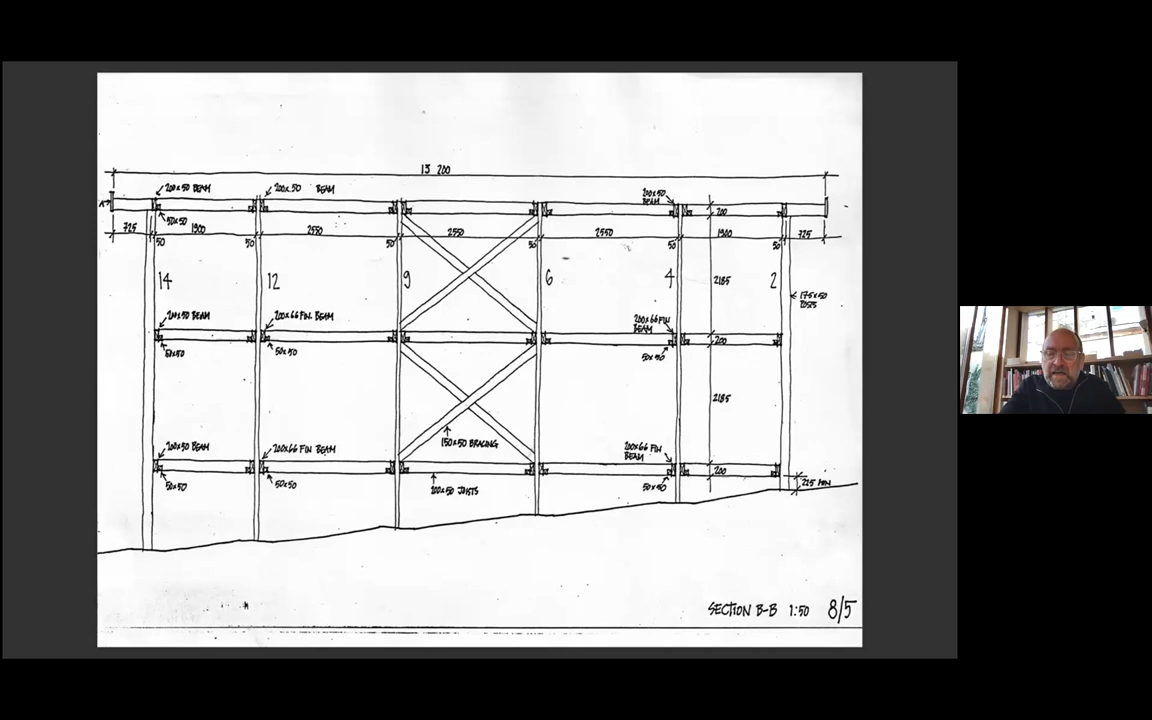 13 200
200x50 BEAM
200x50 BEAM
200x50
BEAM
A
50x50
200
725
1900
2550
2550
2550
1900
725
50
50
50
50
50
50
14
12
9
6
4
2
2185
175x50
POSTS
200x50 BEAM
200x66 FIN. BEAM
200x66 FIN
BEAM
50x50
50x50
50x50
200
2185
150x50 BRACING
200x50 BEAM
200x66 FIN BEAM
200x66 FIN
BEAM
50x50
50x50
200x50 JOISTS
50x50
200
225 MIN
SECTION B-B 1:50 8/5